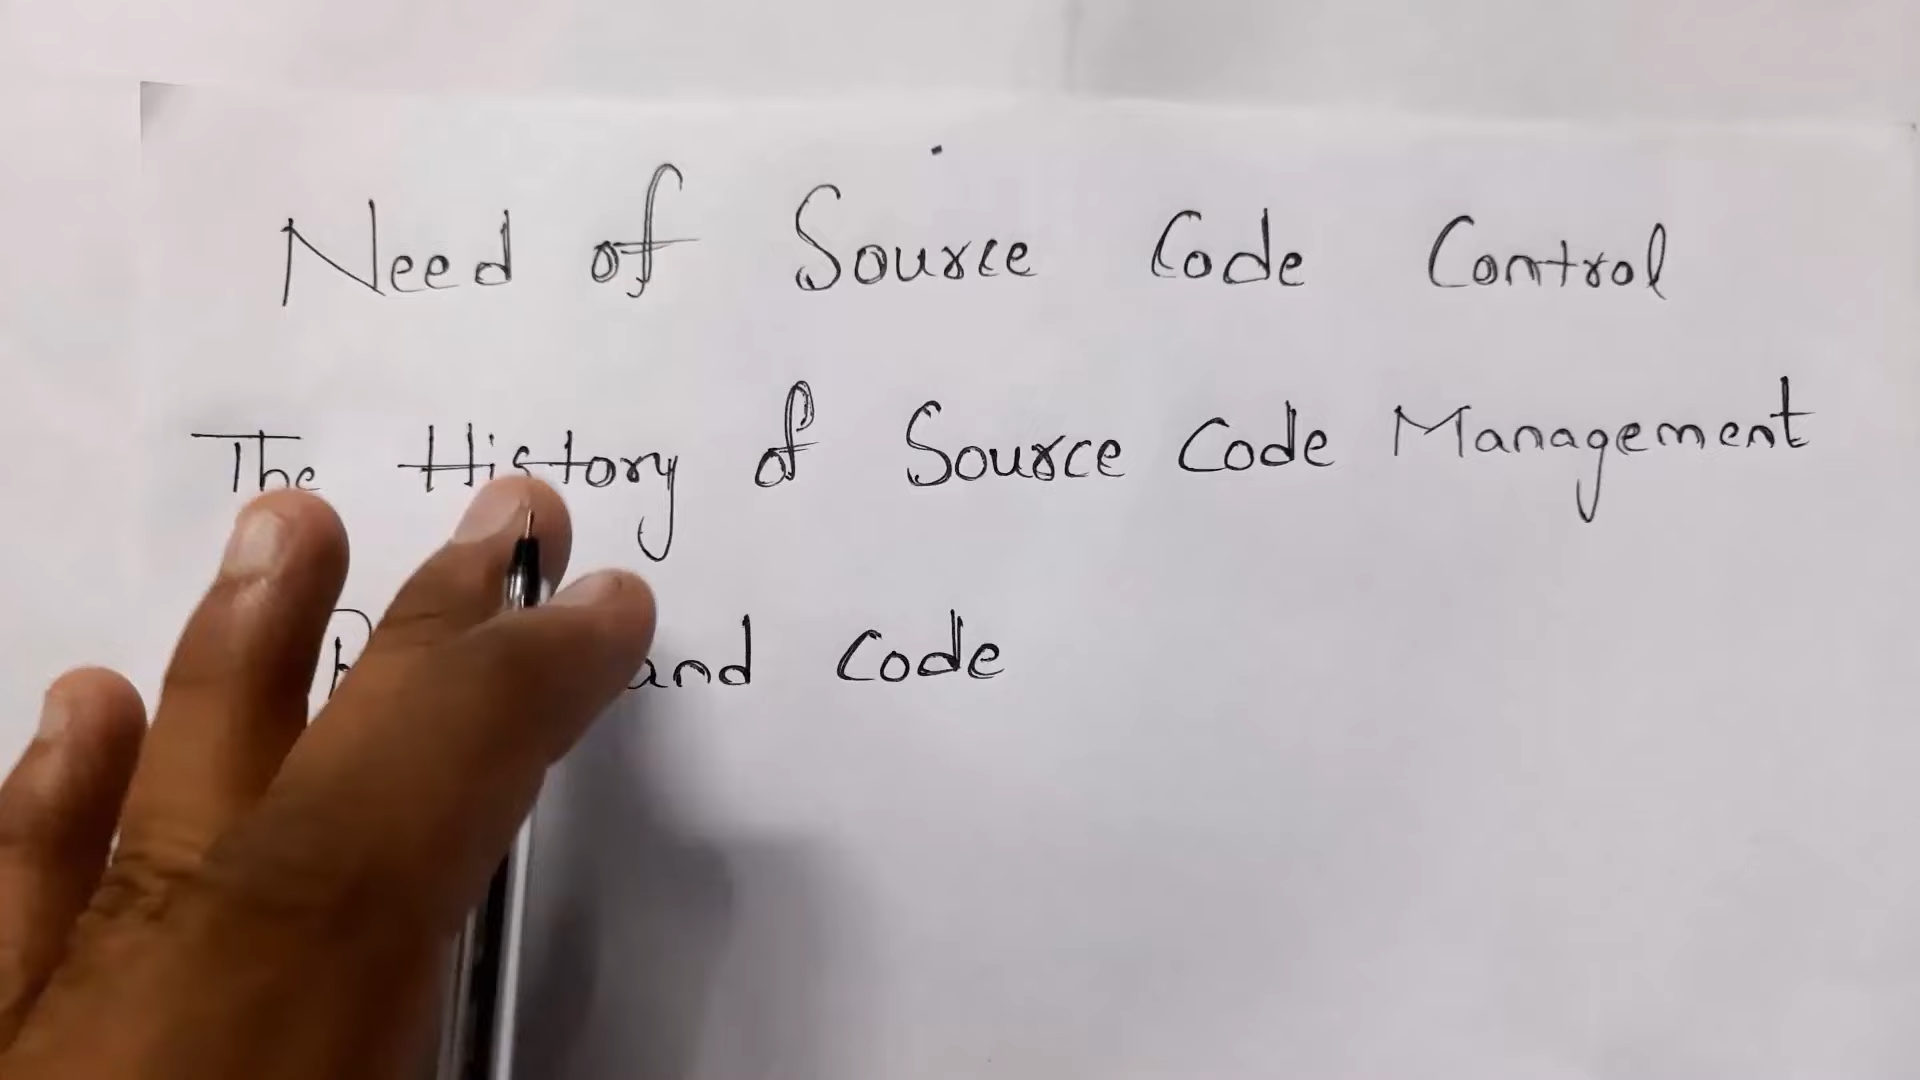 Need of Source Code Control
The History of Source Code Management
and Code